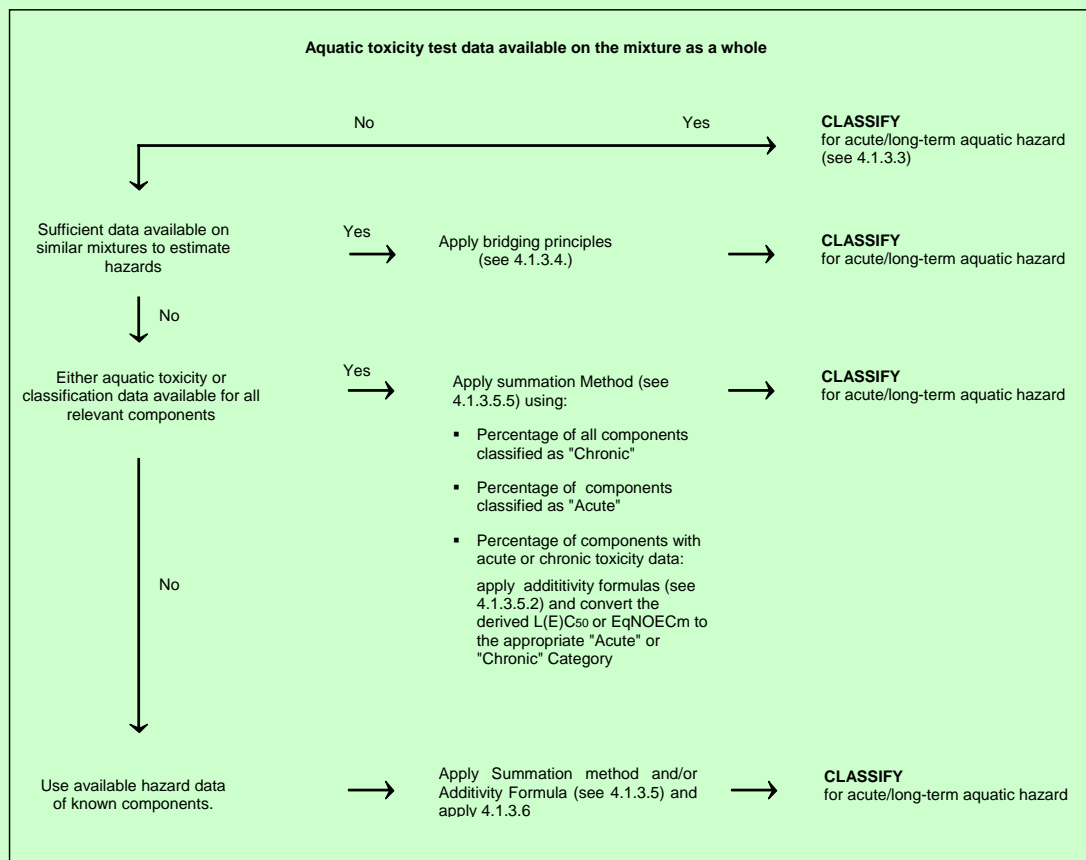 Aquatic toxicity test data available on the mixture as a whole
No
Yes
CLASSIFY
for acute/long-term aquatic hazard
(see 4.1.3.3)
Sufficient data available on
similar mixtures to estimate
hazards
Yes
Apply bridging principles
(see 4.1.3.4.)
CLASSIFY
for acute/long-term aquatic hazard
No
Either aquatic toxicity or
classification data available for all
relevant components
Yes
Apply summation Method (see
4.1.3.5.5) using:
▪ Percentage of all components
classified as "Chronic"
▪ Percentage of components
classified as "Acute"
▪ Percentage of components with
acute or chronic toxicity data:
apply addititivity formulas (see
4.1.3.5.2) and convert the
derived L(E)C50 or EqNOECm to
the appropriate "Acute" or
"Chronic" Category
CLASSIFY
for acute/long-term aquatic hazard
No
Use available hazard data
of known components.
Apply Summation method and/or
Additivity Formula (see 4.1.3.5) and
apply 4.1.3.6
CLASSIFY
for acute/long-term aquatic hazard